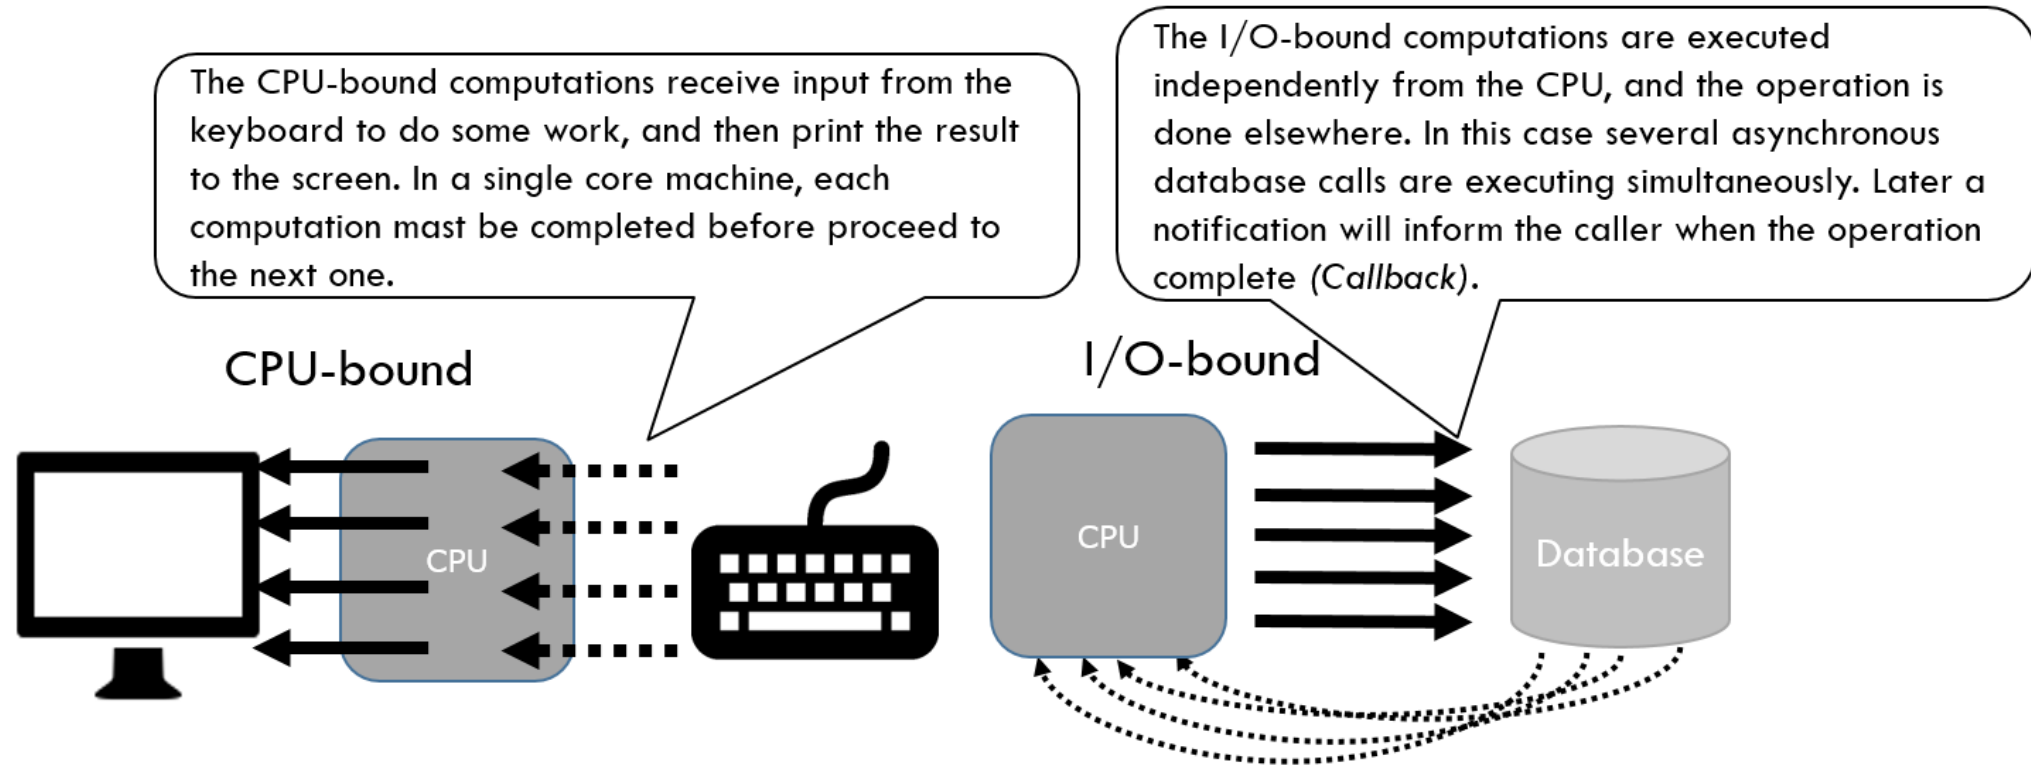 The CPU-bound computations receive input from the
keyboard to do some work, and then print the result
to the screen. In a single core machine, each
computation mast be completed before proceed to
the next one.
The I/O-bound computations are executed
independently from the CPU, and the operation is
done elsewhere. In this case several asynchronous
database calls are executing simultaneously. Later a
notification will inform the caller when the operation
complete (Callback).
CPU-bound
I/O-bound
CPU
CPU
Database